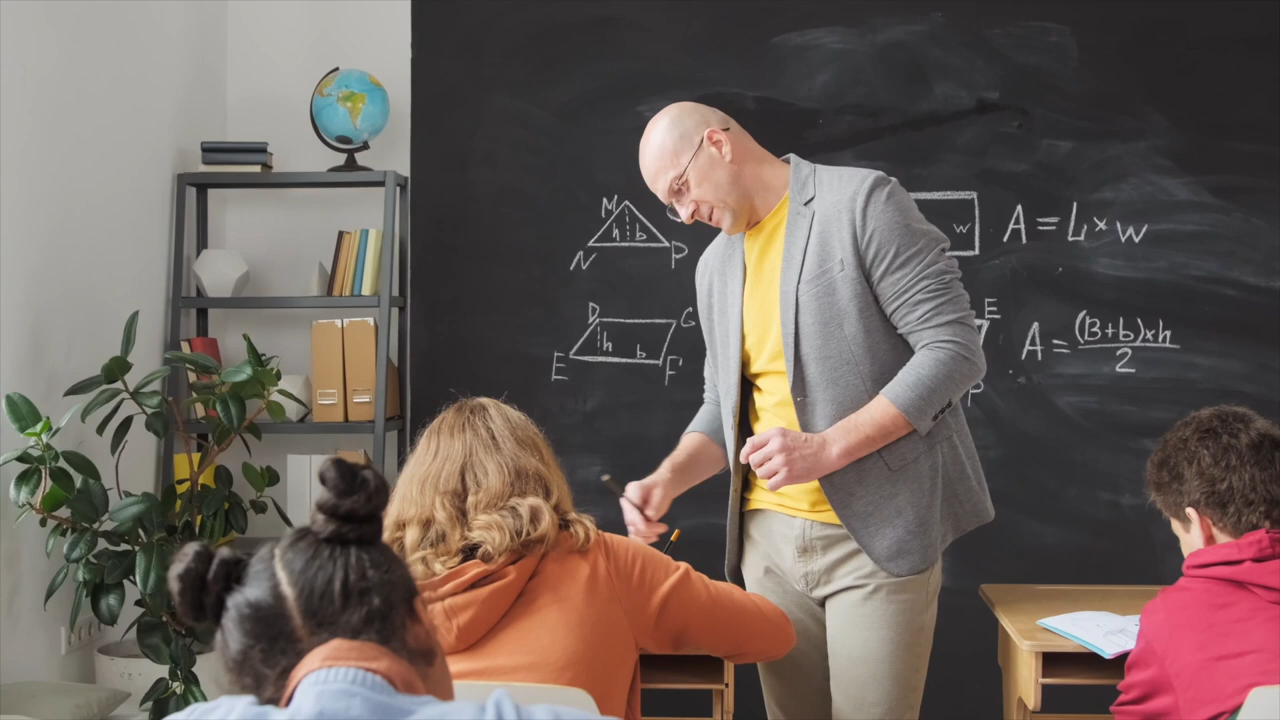 M
h b
N P
w
A = L × w
D G
h b
E F
E
A = (B+b)×h
2
P